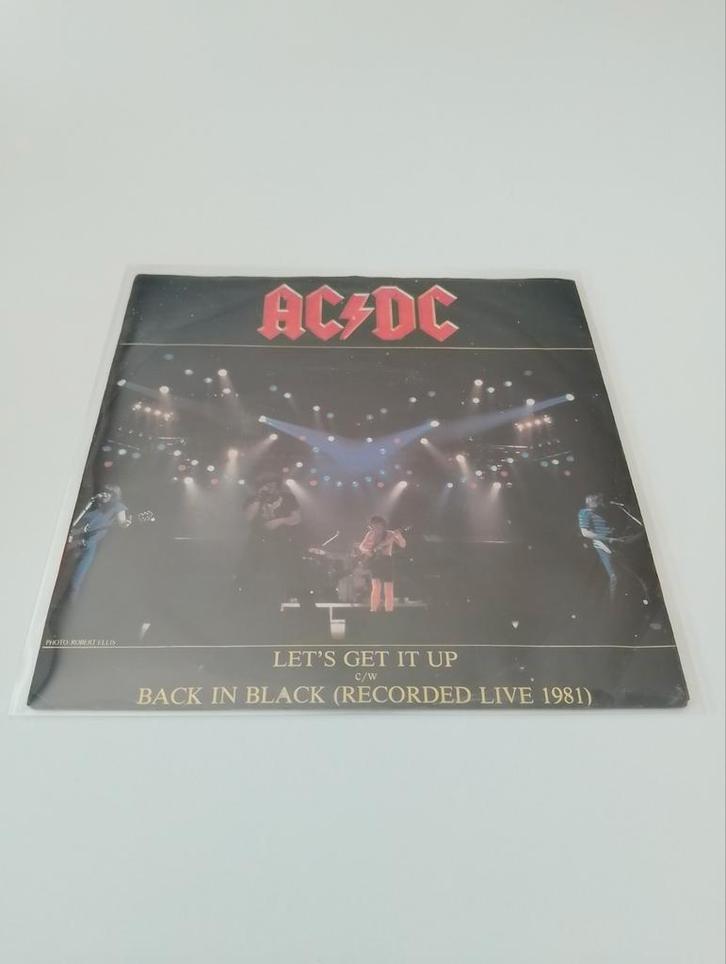 AC⚡DC
PHOTO: ROBERT ELLIS
LET'S GET IT UP
c/w
BACK IN BLACK (RECORDED LIVE 1981)